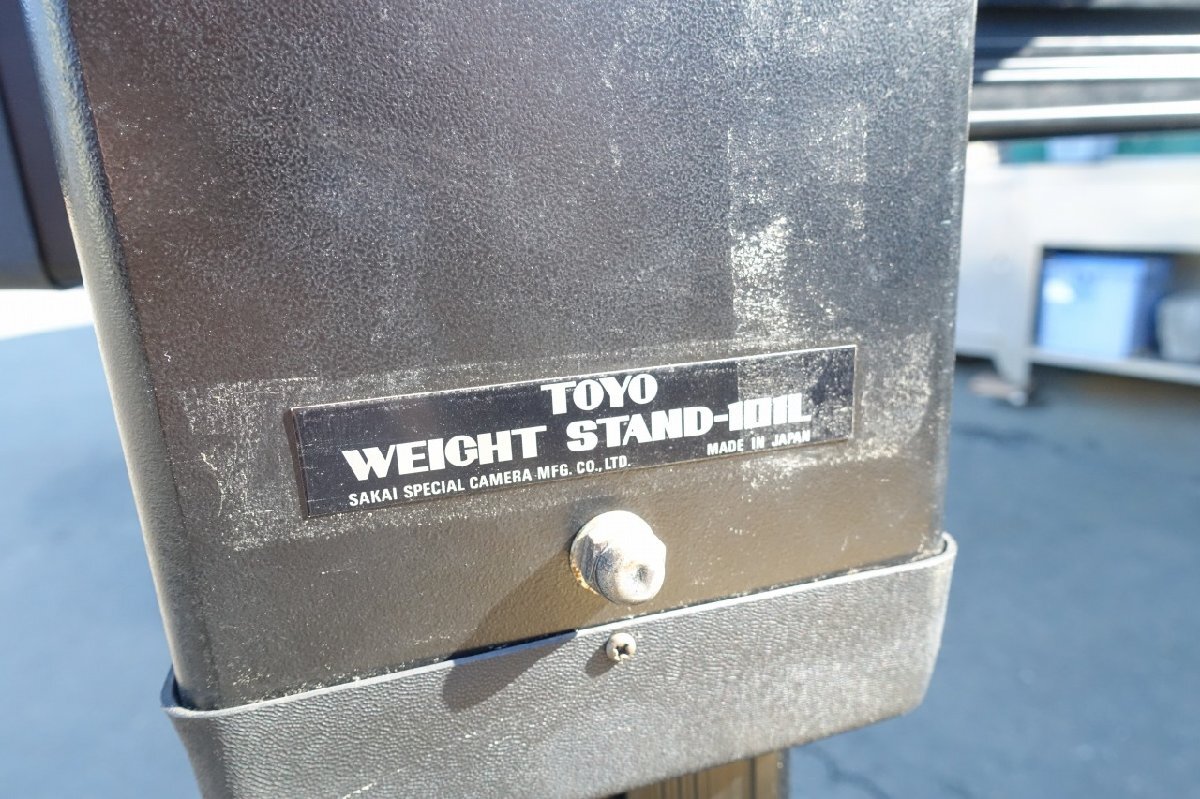 TOYO
WEIGHT STAND-101L
SAKAI SPECIAL CAMERA MFG. CO., LTD. MADE IN JAPAN